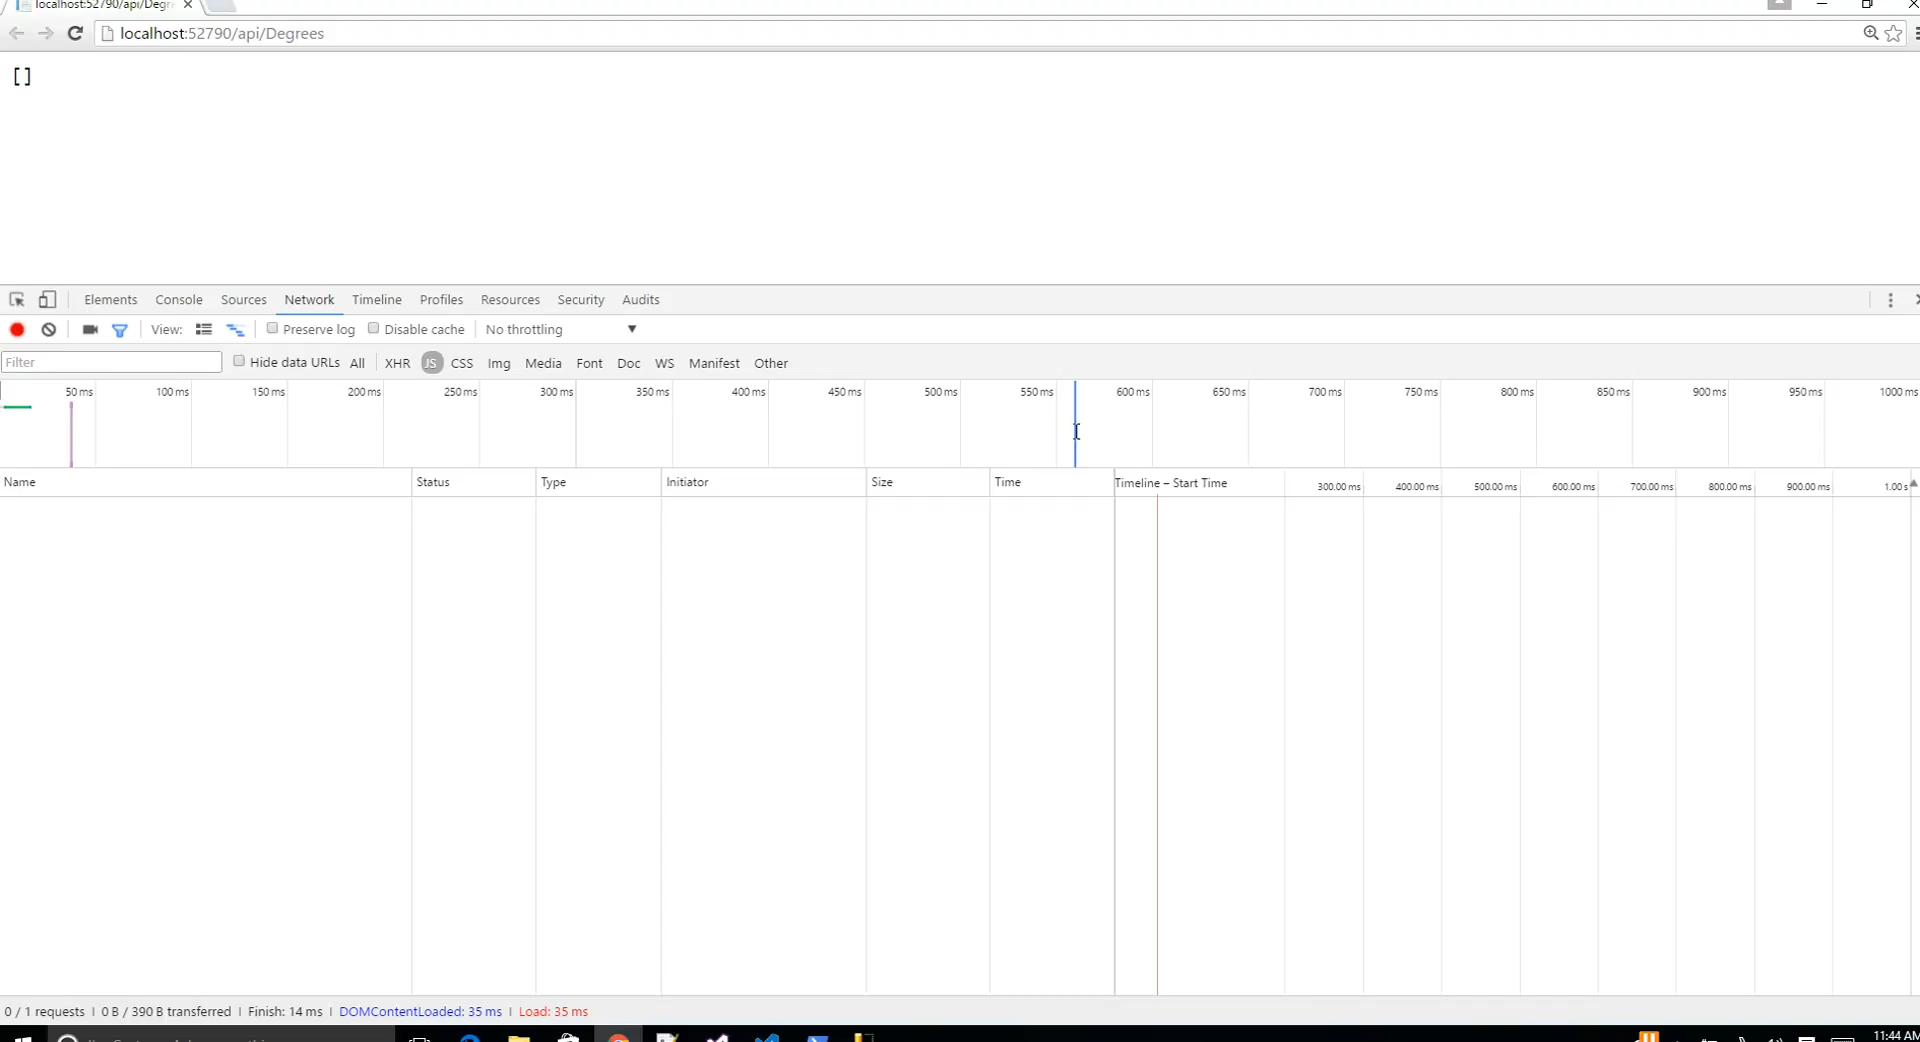 localhost:52790/api/Degr
localhost:52790/api/Degrees
[]
Elements Console Sources Network Timeline Profiles Resources Security Audits
View: Preserve log Disable cache No throttling
Filter Hide data URLs All XHR JS CSS Img Media Font Doc WS Manifest Other
50 ms 100 ms 150 ms 200 ms 250 ms 300 ms 350 ms 400 ms 450 ms 500 ms 550 ms 600 ms 650 ms 700 ms 750 ms 800 ms 850 ms 900 ms 950 ms 1000 ms
Name Status Type Initiator Size Time Timeline – Start Time 300.00 ms 400.00 ms 500.00 ms 600.00 ms 700.00 ms 800.00 ms 900.00 ms 1.00 s
0 / 1 requests | 0 B / 390 B transferred | Finish: 14 ms | DOMContentLoaded: 35 ms | Load: 35 ms
11:44 AM